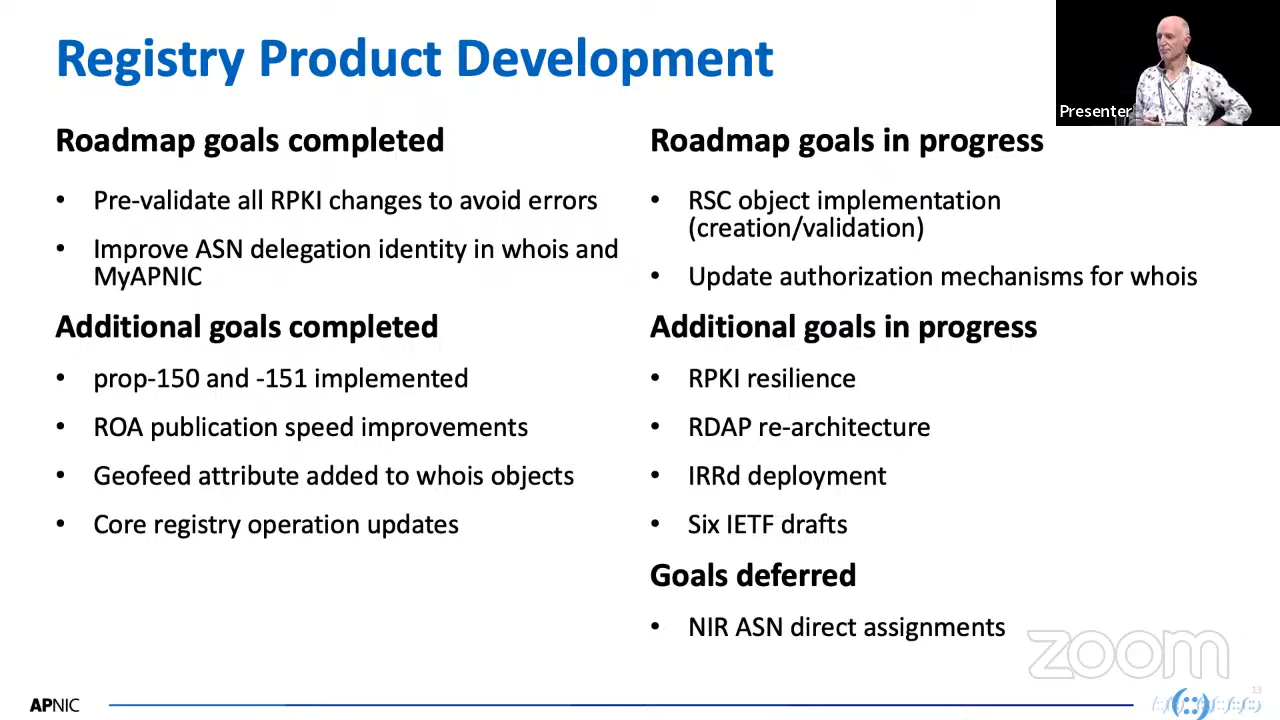 Registry Product Development
Presenter
Roadmap goals completed
• Pre-validate all RPKI changes to avoid errors
• Improve ASN delegation identity in whois and
MyAPNIC
Additional goals completed
• prop-150 and -151 implemented
• ROA publication speed improvements
• Geofeed attribute added to whois objects
• Core registry operation updates
Roadmap goals in progress
• RSC object implementation
(creation/validation)
• Update authorization mechanisms for whois
Additional goals in progress
• RPKI resilience
• RDAP re-architecture
• IRRd deployment
• Six IETF drafts
Goals deferred
• NIR ASN direct assignments
zoom
13
APNIC